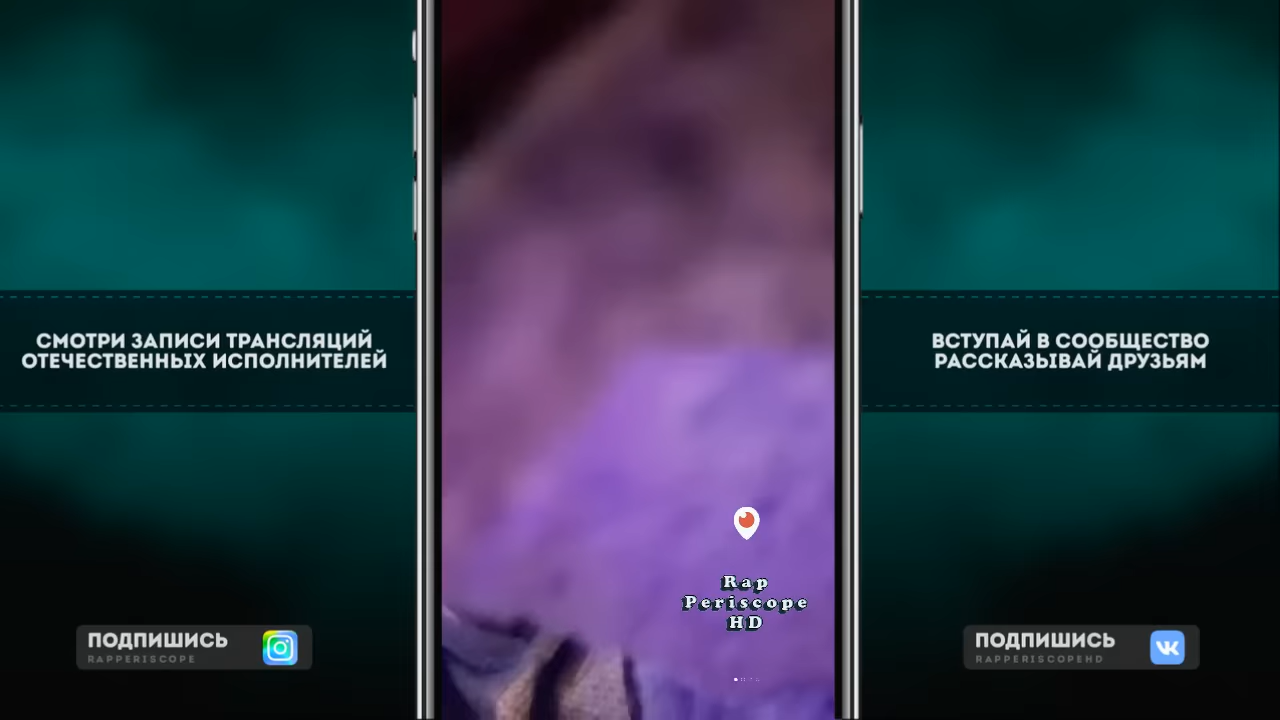 СМОТРИ ЗАПИСИ ТРАНСЛЯЦИЙ
ОТЕЧЕСТВЕННЫХ ИСПОЛНИТЕЛЕЙ
ВСТУПАЙ В СООБЩЕСТВО
РАССКАЗЫВАЙ ДРУЗЬЯМ
Rap
Periscope
HD
ПОДПИШИСЬ
RAPPERISCOPE
ПОДПИШИСЬ
RAPPERISCOPEHD